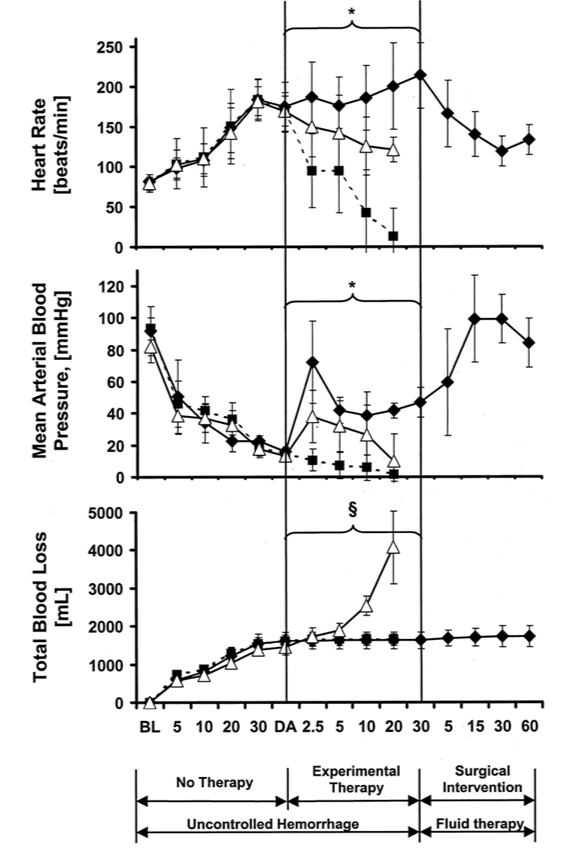 *
250
200
150
100
50
0
Heart Rate
[beats/min]
*
120
100
80
60
40
20
0
Mean Arterial Blood
Pressure, [mmHg]
§
5000
4000
3000
2000
1000
0
Total Blood Loss
[mL]
BL 5 10 20 30 DA 2.5 5 10 20 30 5 15 30 60
No Therapy
Experimental
Therapy
Surgical
Intervention
Uncontrolled Hemorrhage
Fluid therapy